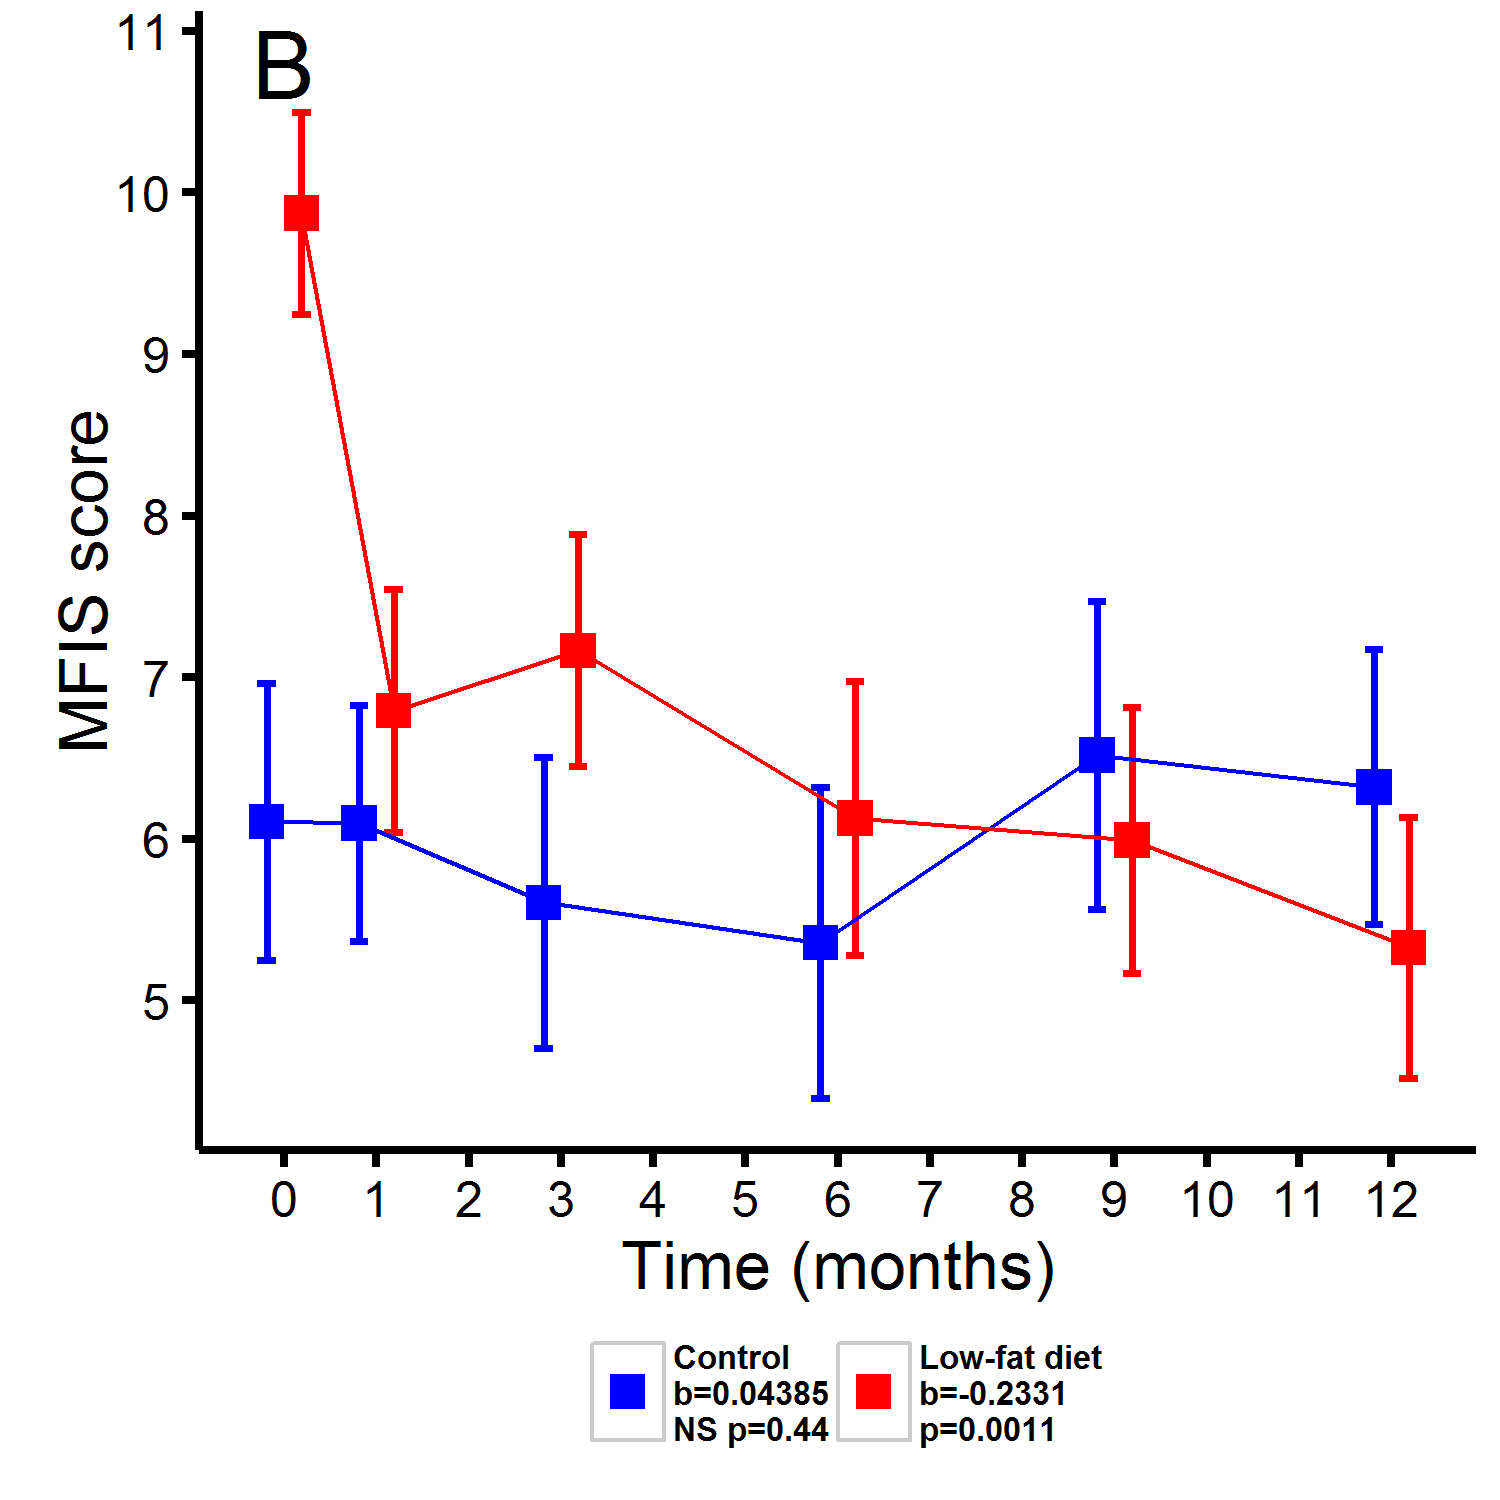 B
11
10
9
8
7
6
5
MFIS score
0 1 2 3 4 5 6 7 8 9 10 11 12
Time (months)
Control
b=0.04385
NS p=0.44
Low-fat diet
b=-0.2331
p=0.0011